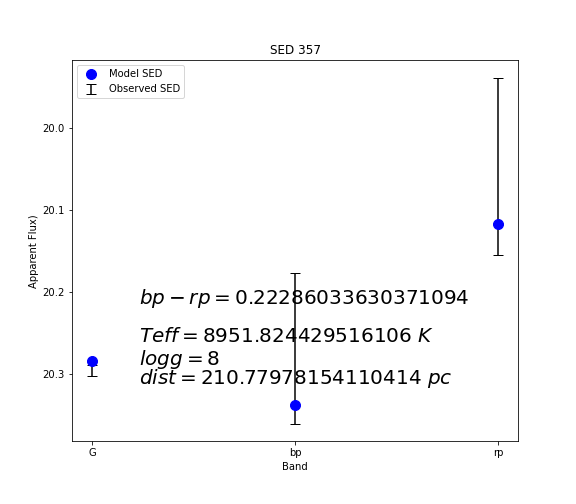 SED 357
Model SED
Observed SED
20.0
20.1
20.2
20.3
Apparent Flux)
bp − rp = 0.22286033630371094
Teff = 8951.824429516106 K
logg = 8
dist = 210.77978154110414 pc
G bp rp
Band